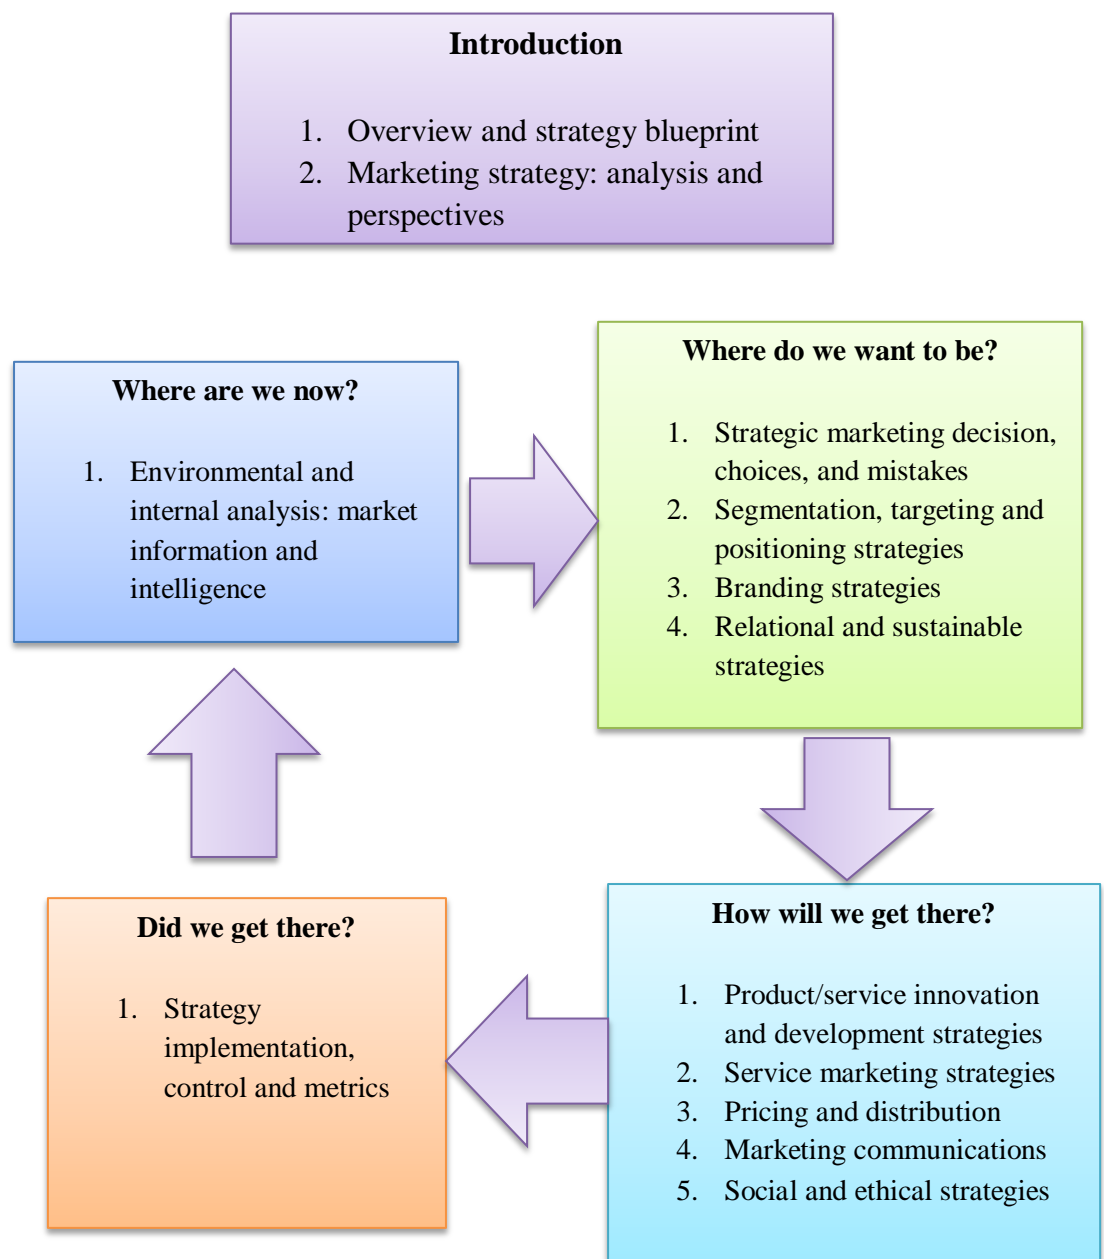 Introduction
1. Overview and strategy blueprint
2. Marketing strategy: analysis and
perspectives
Where are we now?
1. Environmental and
internal analysis: market
information and
intelligence
Where do we want to be?
1. Strategic marketing decision,
choices, and mistakes
2. Segmentation, targeting and
positioning strategies
3. Branding strategies
4. Relational and sustainable
strategies
How will we get there?
1. Product/service innovation
and development strategies
2. Service marketing strategies
3. Pricing and distribution
4. Marketing communications
5. Social and ethical strategies
Did we get there?
1. Strategy
implementation,
control and metrics